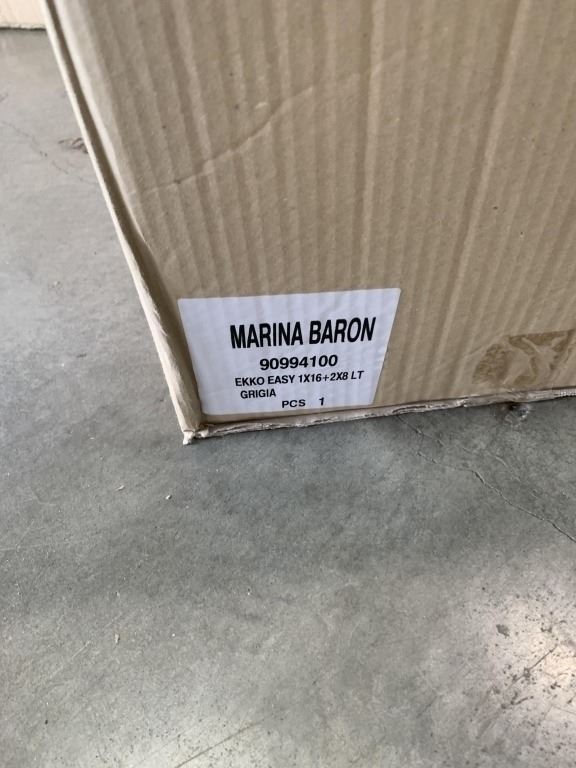 MARINA BARON
90994100
EKKO EASY 1X16+2X8 LT
GRIGIA
PCS 1